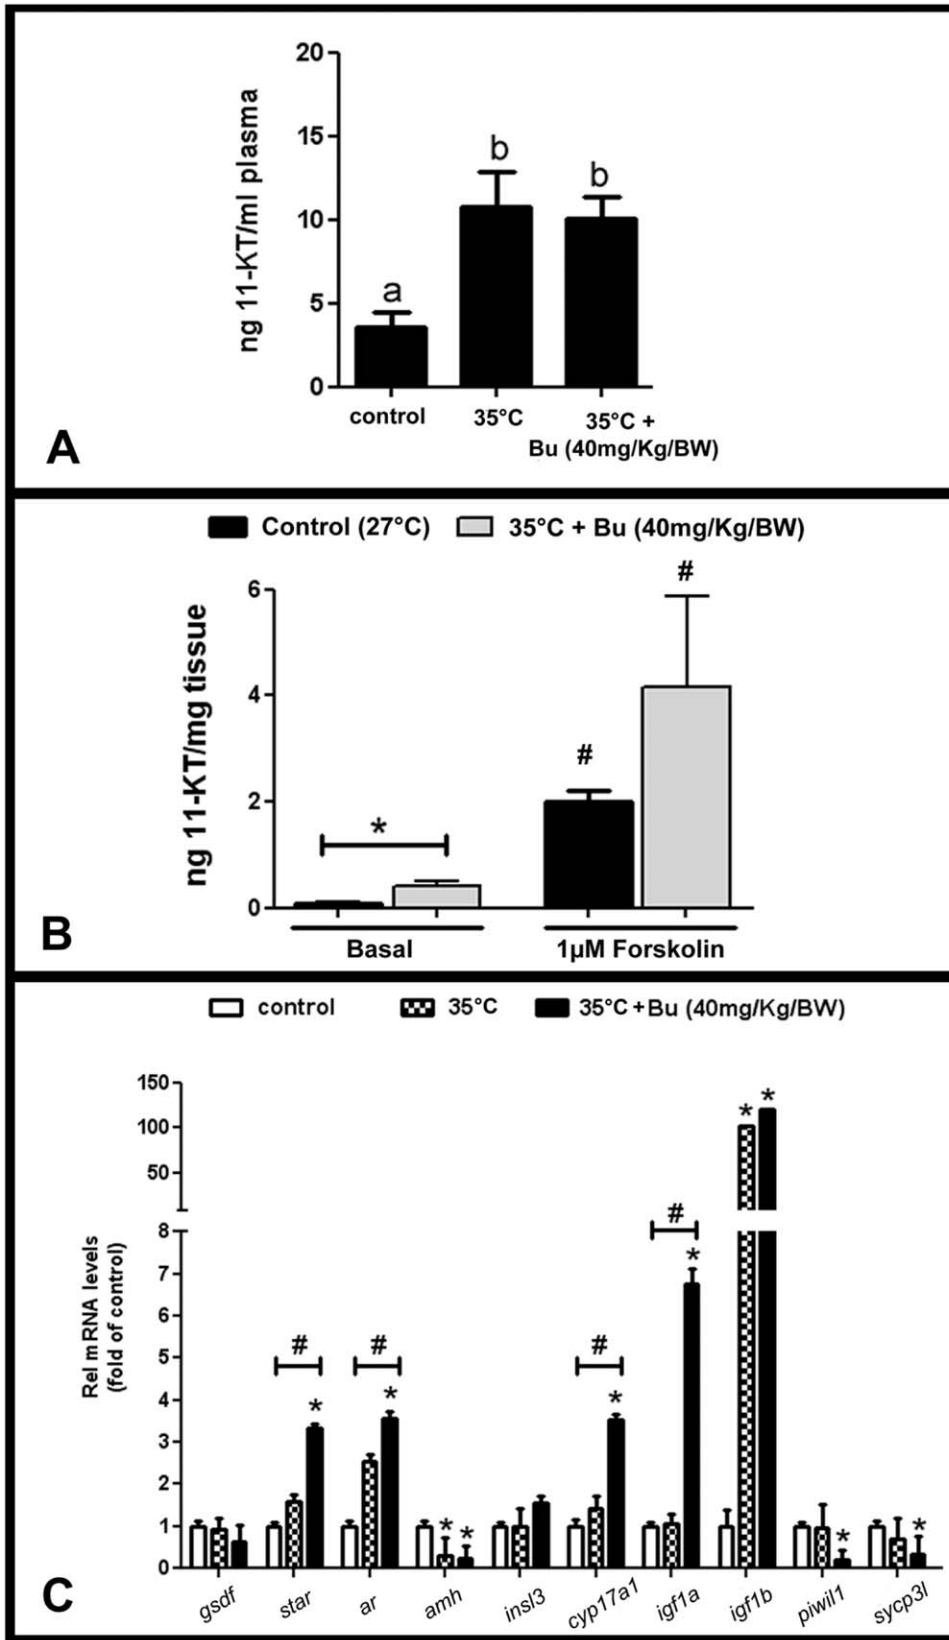 20
15
10
5
0
ng 11-KT/ml plasma
a
b
b
control
35°C
35°C +
Bu (40mg/Kg/BW)
A
Control (27°C)
35°C + Bu (40mg/Kg/BW)
6
4
2
0
ng 11-KT/mg tissue
*
#
#
Basal
1µM Forskolin
B
control
35°C
35°C +Bu (40mg/Kg/BW)
150
100
50
8
7
6
5
4
3
2
1
0
Rel mRNA levels
(fold of control)
#
*
#
*
*
*
#
*
#
*
*
*
*
*
gsdf
star
ar
amh
insl3
cyp17a1
igf1a
igf1b
piwil1
sycp3l
C